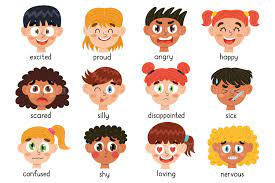 excited proud angry happy
scared silly disappointed sick
confused shy loving nervous